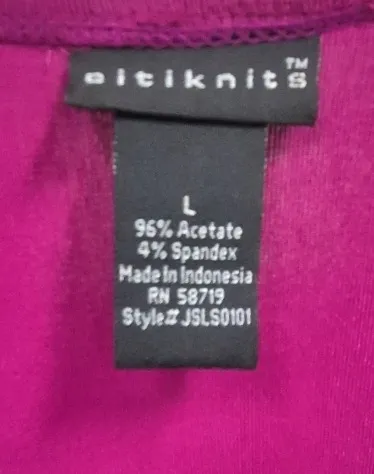 citiknits™
L
96% Acetate
4% Spandex
Made in Indonesia
RN 58719
Style# JSLS0101